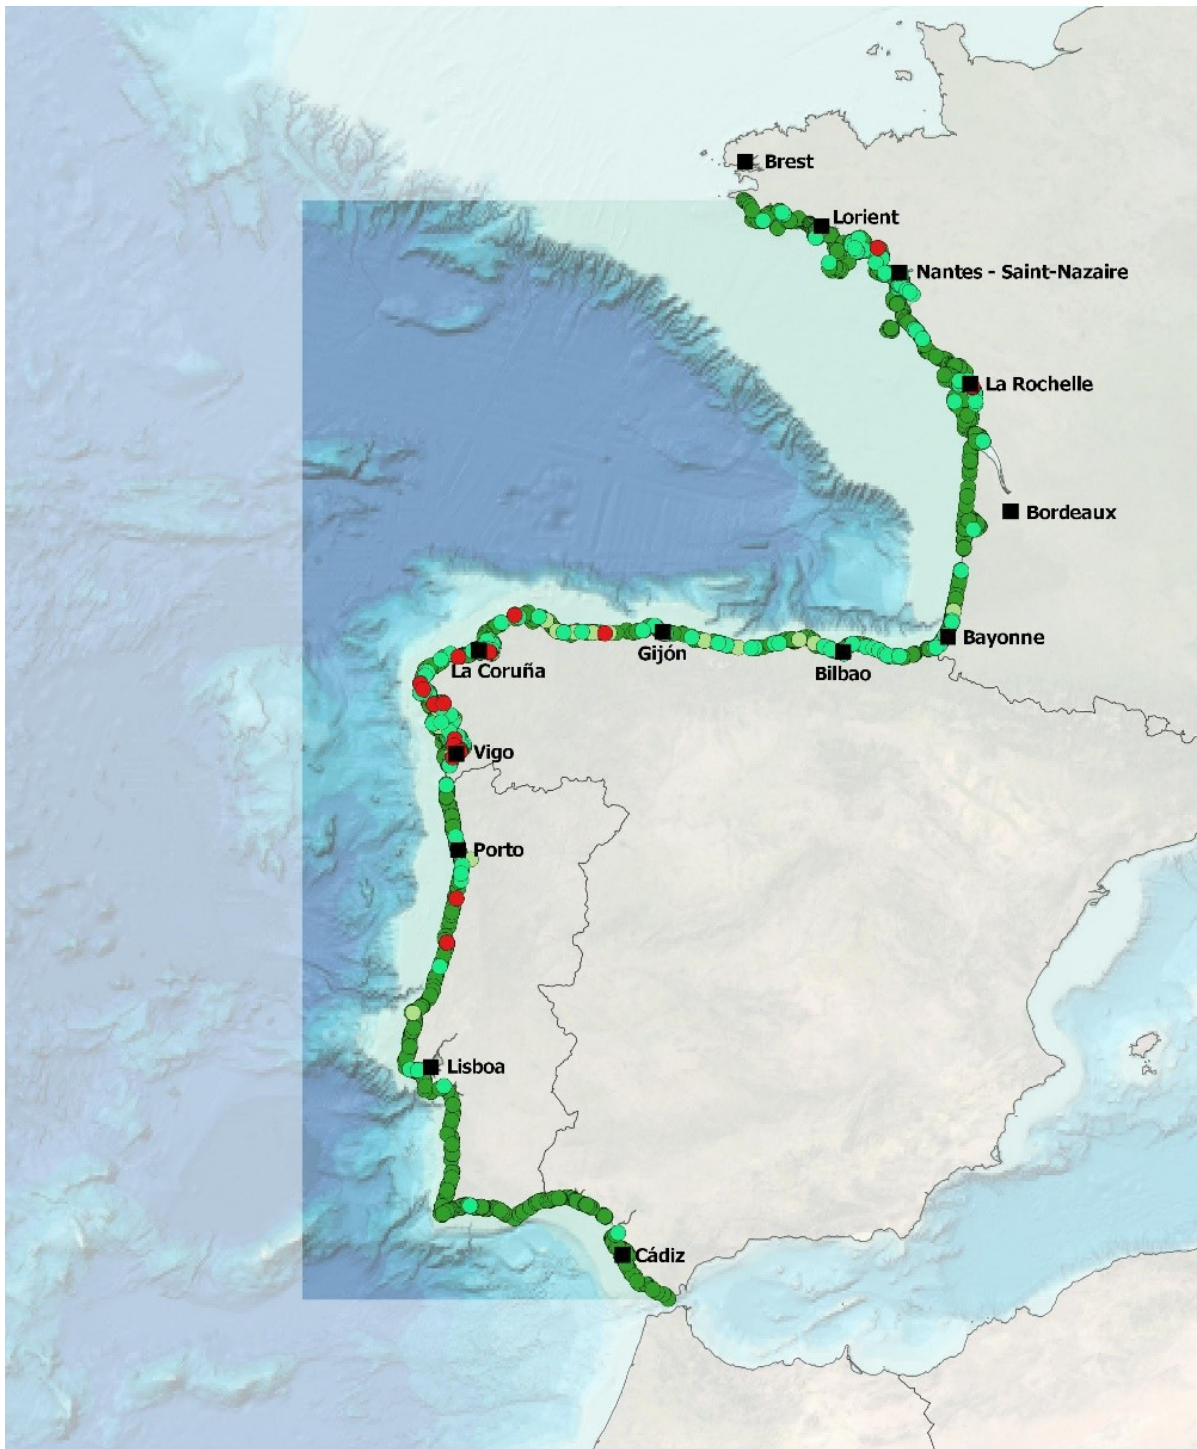 Brest
Lorient
Nantes - Saint-Nazaire
La Rochelle
Bordeaux
Bayonne
Gijón
La Coruña
Bilbao
Vigo
Porto
Lisboa
Cádiz